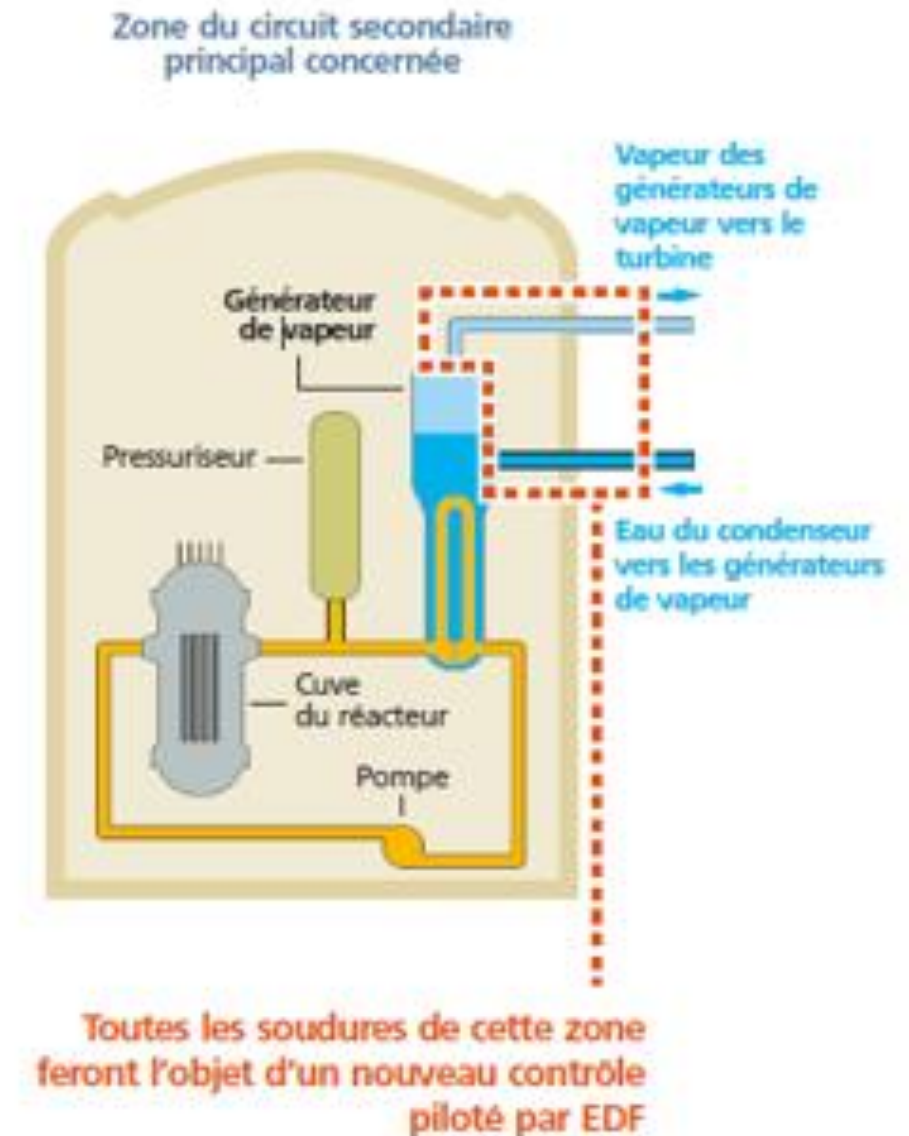 Zone du circuit secondaire
principal concernée
Vapeur des
générateurs de
vapeur vers le
turbine
Générateur
de vapeur
Pressuriseur
Eau du condenseur
vers les générateurs
de vapeur
Cuve
du réacteur
Pompe
Toutes les soudures de cette zone
feront l'objet d'un nouveau contrôle
piloté par EDF